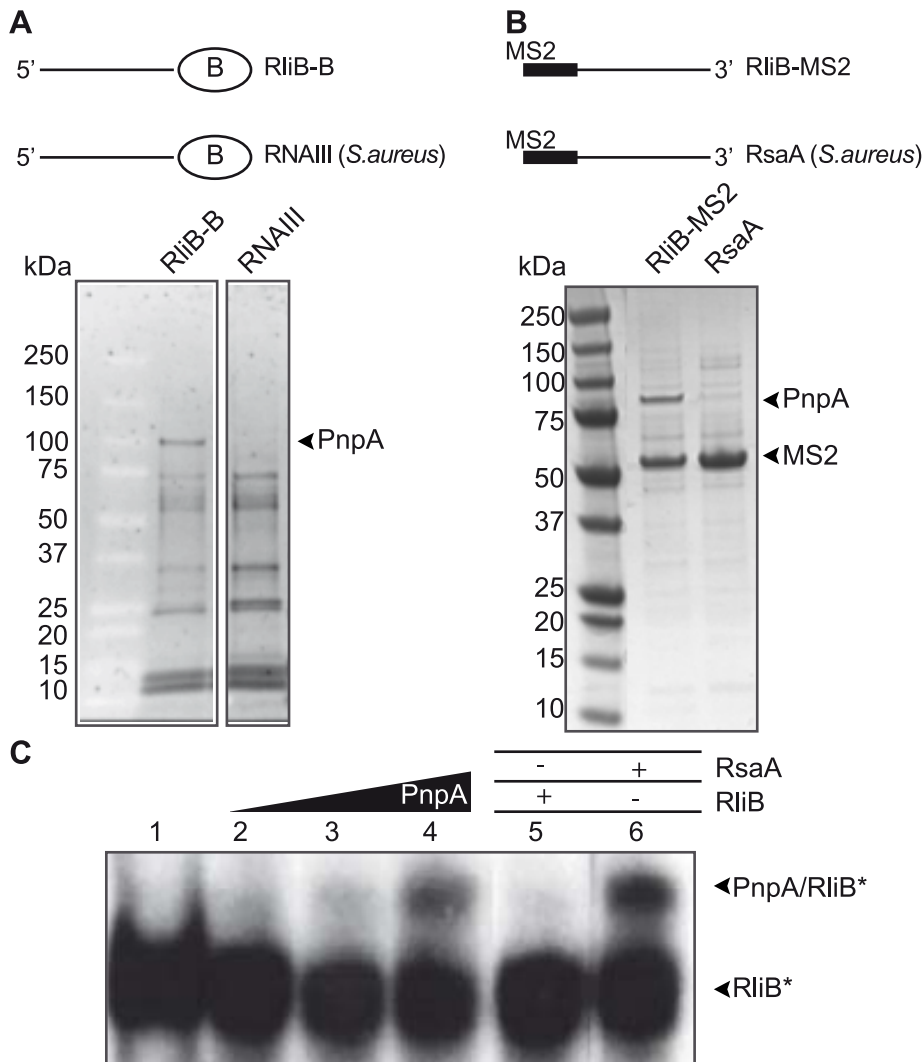 A
5’ B RliB-B
5’ B RNAIII (S.aureus)
RliB-B RNAIII
kDa
250
150
100
75
50
37
25
20
15
10
PnpA
B
MS2
3’ RliB-MS2
MS2
3’ RsaA (S.aureus)
RliB-MS2 RsaA
kDa
250
150
100
75
50
37
25
20
15
10
PnpA
MS2
C
- + RsaA
PnpA + - RliB
1 2 3 4 5 6
PnpA/RliB*
RliB*